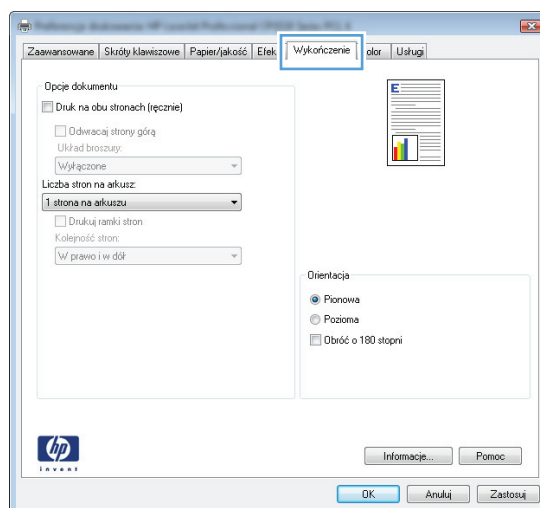 Zaawansowane Skróty klawiszowe Papier/jakość Efek Wykończenie olor Usługi
Opcje dokumentu
Druk na obu stronach (ręcznie)
Odwracaj strony górą
Układ broszury:
Wyłączone
Liczba stron na arkusz:
1 strona na arkuszu
Drukuj ramki stron
Kolejność stron:
W prawo i w dół
E
Orientacja
Pionowa
Pozioma
Obróć o 180 stopni
hp
invent
Informacje... Pomoc
OK Anuluj Zastosuj